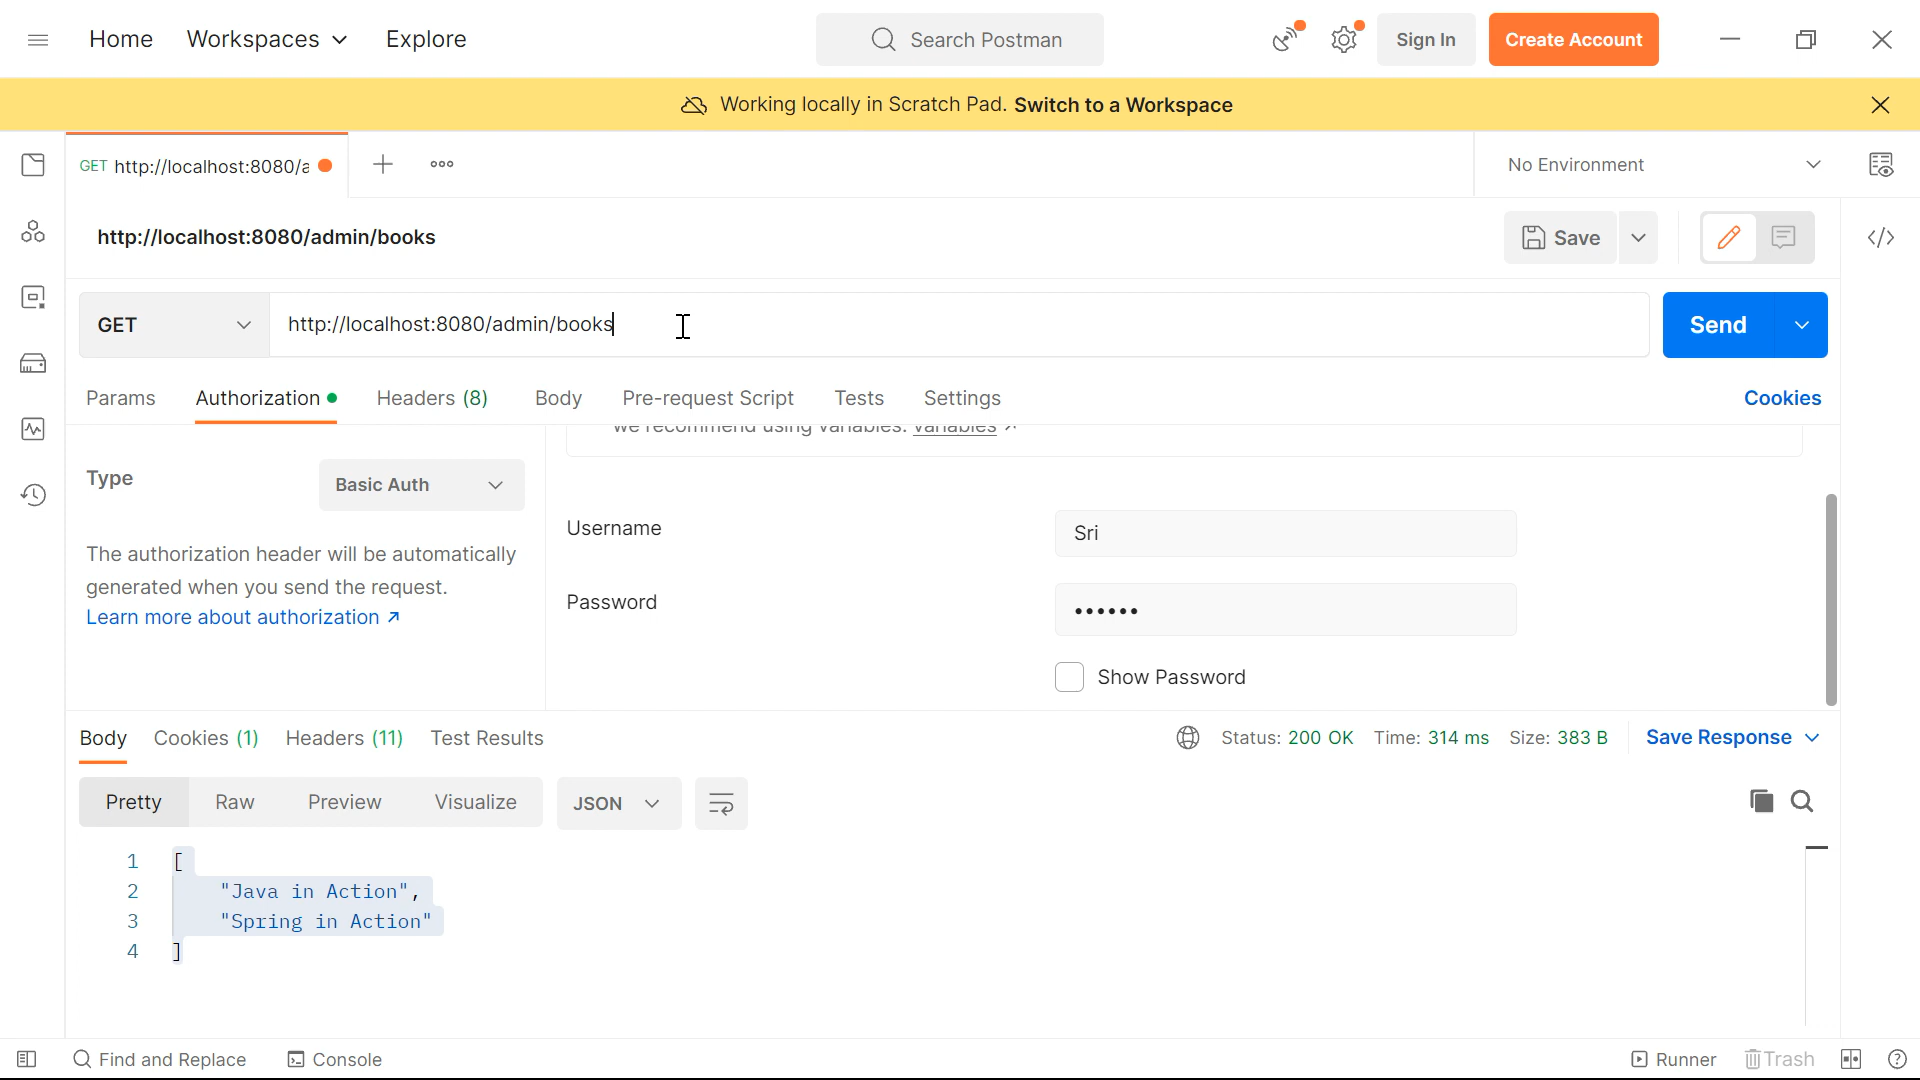 Home Workspaces Explore Search Postman Sign In Create Account
Working locally in Scratch Pad. Switch to a Workspace
GET http://localhost:8080/a No Environment
http://localhost:8080/admin/books Save
GET http://localhost:8080/admin/books Send
Params Authorization Headers (8) Body Pre-request Script Tests Settings Cookies
we recommend using variables. variables
Type Basic Auth
The authorization header will be automatically
generated when you send the request.
Learn more about authorization ↗
Username Sri
Password ••••••
Show Password
Body Cookies (1) Headers (11) Test Results Status: 200 OK Time: 314 ms Size: 383 B Save Response
Pretty Raw Preview Visualize JSON
1 [
2 "Java in Action",
3 "Spring in Action"
4 ]
Find and Replace Console Runner Trash